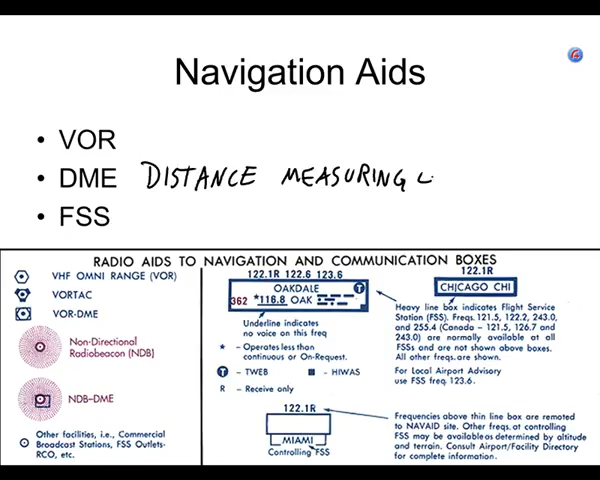 Navigation Aids
• VOR
• DME DISTANCE MEASURING
• FSS
RADIO AIDS TO NAVIGATION AND COMMUNICATION BOXES
VHF OMNI RANGE (VOR)
VORTAC
VOR-DME
Non-Directional
Radiobeacon (NDB)
NDB-DME
Other facilities, i.e., Commercial
Broadcast Stations, FSS Outlets-
RCO, etc.
122.1R 122.6 123.6
OAKDALE T
362 *116.8 OAK
Underline indicates
no voice on this freq
* – Operates less than
continuous or On-Request.
T – TWEB ■ – HIWAS
R – Receive only
122.1R
MIAMI
Controlling FSS
122.1R
CHICAGO CHI
Heavy line box indicates Flight Service
Station (FSS). Freqs. 121.5, 122.2, 243.0,
and 255.4 (Canada – 121.5, 126.7 and
243.0) are normally available at all
FSSs and are not shown above boxes.
All other freqs. are shown.
For Local Airport Advisory
use FSS freq. 123.6.
Frequencies above thin line box are remoted
to NAVAID site. Other freqs. at controlling
FSS may be available as determined by altitude
and terrain. Consult Airport/Facility Directory
for complete information.